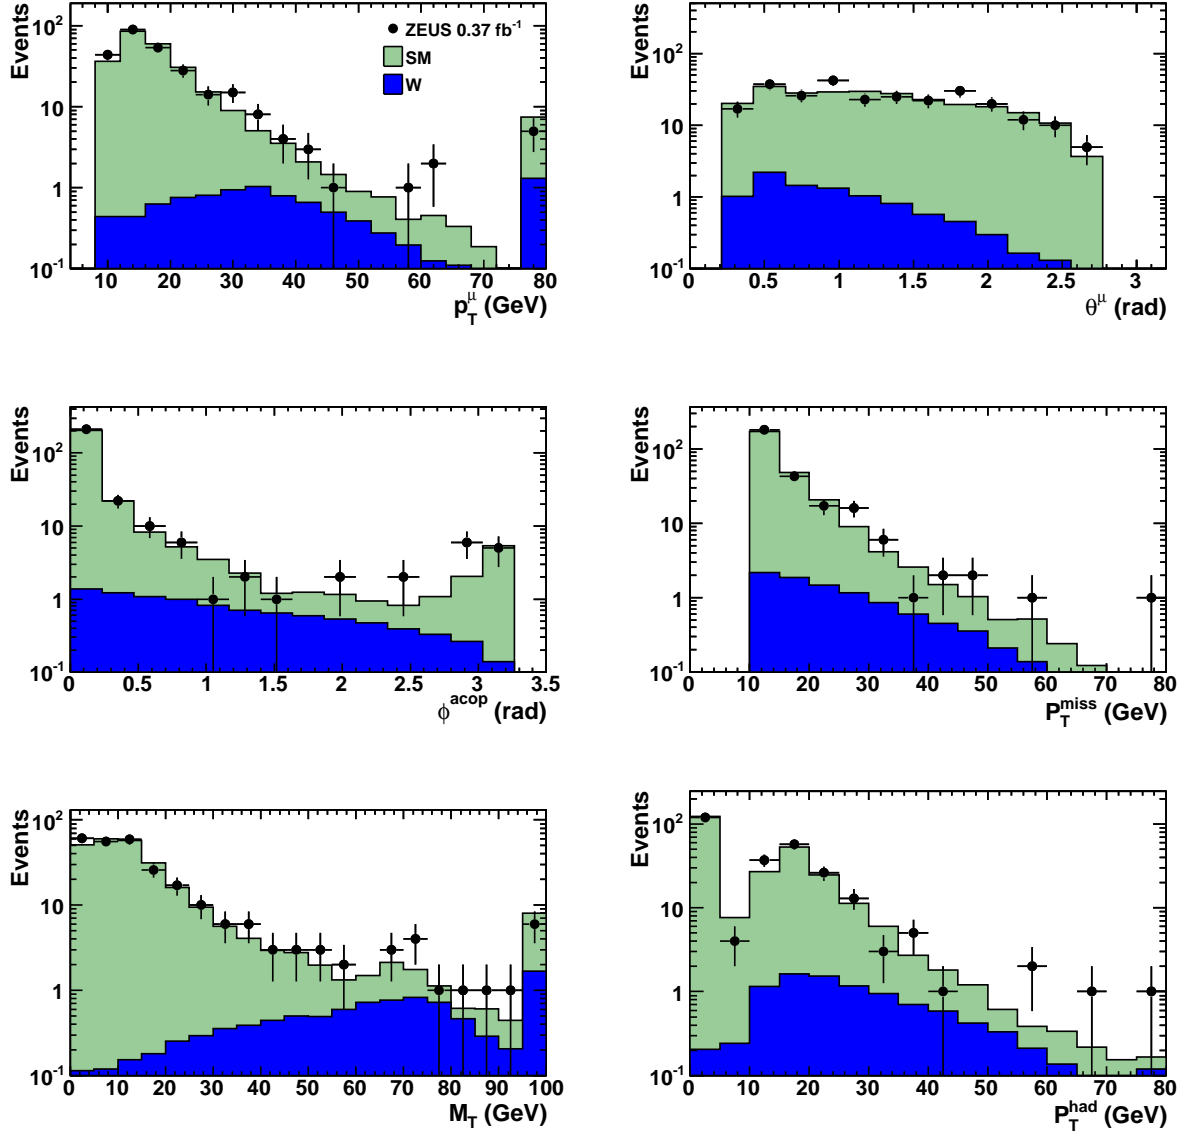 Events
10²
10
1
10⁻¹
0 10 20 30 40 50 60 70 80
p_T^μ (GeV)
ZEUS 0.37 fb⁻¹
SM
W
Events
10²
10
1
10⁻¹
0 0.5 1 1.5 2 2.5 3
θ^μ (rad)
Events
10²
10
1
10⁻¹
0 0.5 1 1.5 2 2.5 3 3.5
ϕ^acop (rad)
Events
10²
10
1
10⁻¹
0 10 20 30 40 50 60 70 80
P_T^miss (GeV)
Events
10²
10
1
10⁻¹
0 10 20 30 40 50 60 70 80 90 100
M_T (GeV)
Events
10²
10
1
10⁻¹
0 10 20 30 40 50 60 70 80
P_T^had (GeV)